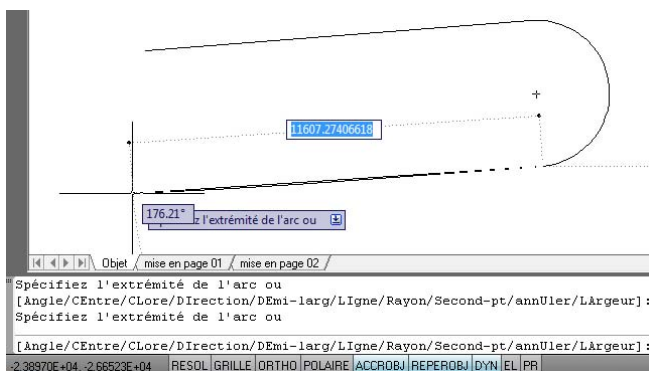 11607.27406618
176.21°
z l'extrémité de l'arc ou
Objet / mise en page 01 / mise en page 02 /
Spécifiez l'extrémité de l'arc ou
[Angle/CEntre/CLore/DIrection/DEmi-larg/LIgne/Rayon/Second-pt/annUler/LArgeur]:
Spécifiez l'extrémité de l'arc ou
[Angle/CEntre/CLore/DIrection/DEmi-larg/LIgne/Rayon/Second-pt/annUler/LArgeur]:
-2.38970E+04, -2.66523E+04 RESOL GRILLE ORTHO POLAIRE ACCROBJ REPEROBJ DYN EL PR